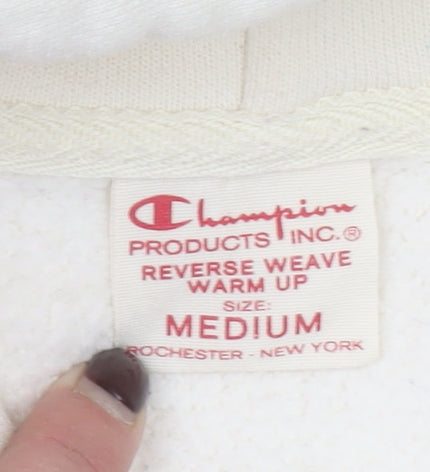 Champion
PRODUCTS INC.®
REVERSE WEAVE
WARM UP
SIZE:
MEDIUM
ROCHESTER - NEW YORK